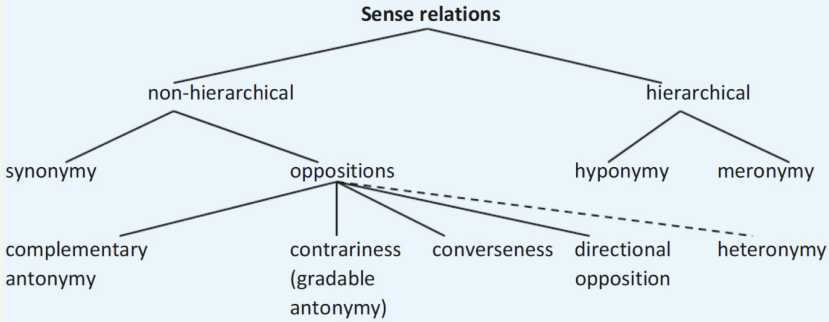 Sense relations
non-hierarchical
hierarchical
synonymy
oppositions
hyponymy
meronymy
complementary
antonymy
contrariness
(gradable
antonymy)
converseness
directional
opposition
heteronymy